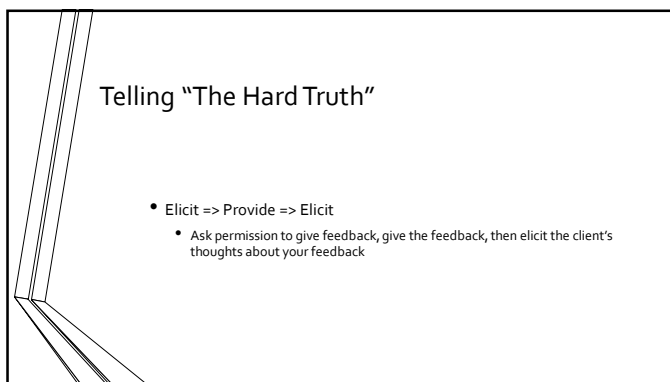 Telling “The Hard Truth”
• Elicit => Provide => Elicit
• Ask permission to give feedback, give the feedback, then elicit the client’s
thoughts about your feedback